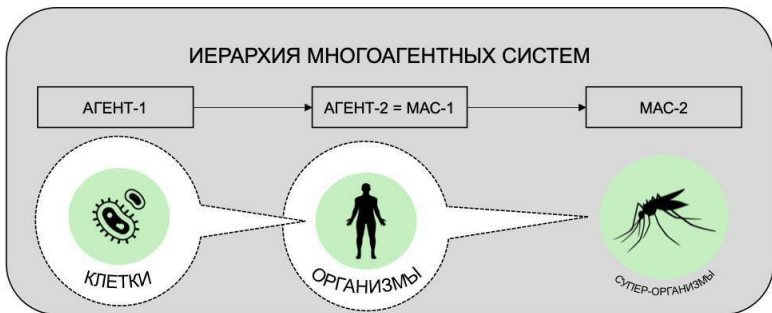 ИЕРАРХИЯ МНОГОАГЕНТНЫХ СИСТЕМ
АГЕНТ-1
АГЕНТ-2 = МАС-1
МАС-2
КЛЕТКИ
ОРГАНИЗМЫ
СУПЕР-ОРГАНИЗМЫ